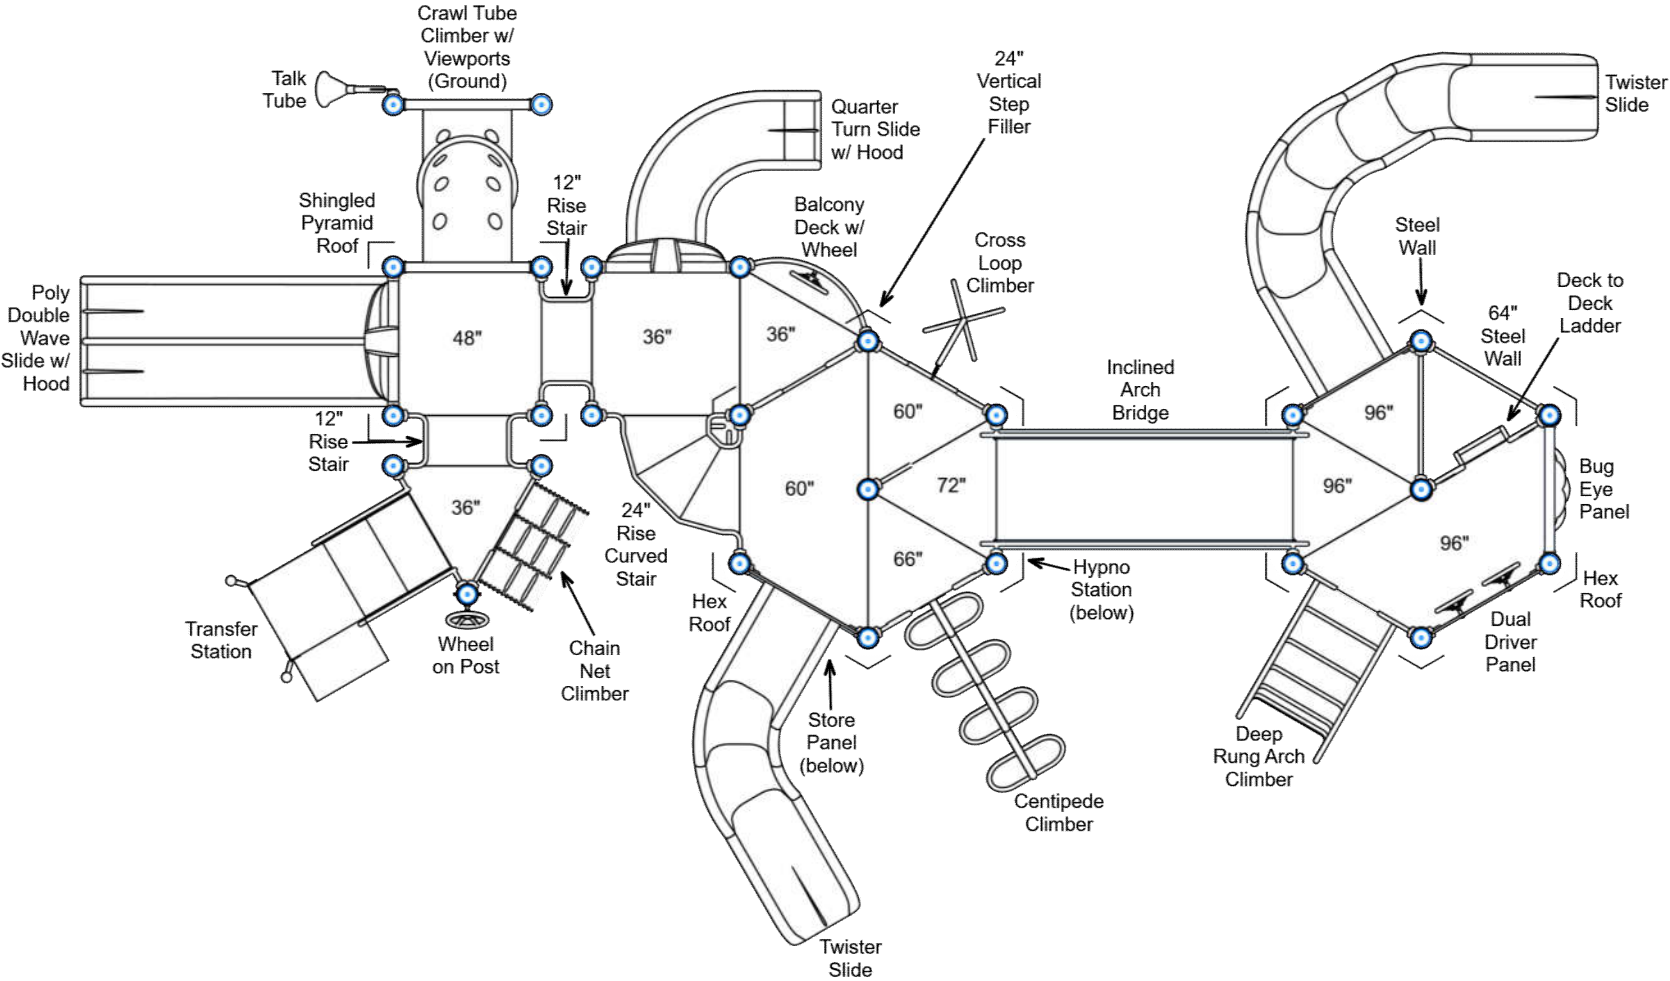 Crawl Tube
Climber w/
Viewports
(Ground)
Talk
Tube
Shingled
Pyramid
Roof
12"
Rise
Stair
Quarter
Turn Slide
w/ Hood
Balcony
Deck w/
Wheel
24"
Vertical
Step
Filler
Cross
Loop
Climber
Twister
Slide
Steel
Wall
Deck to
Deck
Ladder
64"
Steel
Wall
Poly
Double
Wave
Slide w/
Hood
48"
36"
36"
60"
Inclined
Arch
Bridge
96"
12"
Rise
Stair
36"
60"
72"
96"
Bug
Eye
Panel
24"
Rise
Curved
Stair
66"
96"
Hypno
Station
(below)
Hex
Roof
Hex
Roof
Transfer
Station
Wheel
on Post
Chain
Net
Climber
Dual
Driver
Panel
Store
Panel
(below)
Deep
Rung Arch
Climber
Centipede
Climber
Twister
Slide